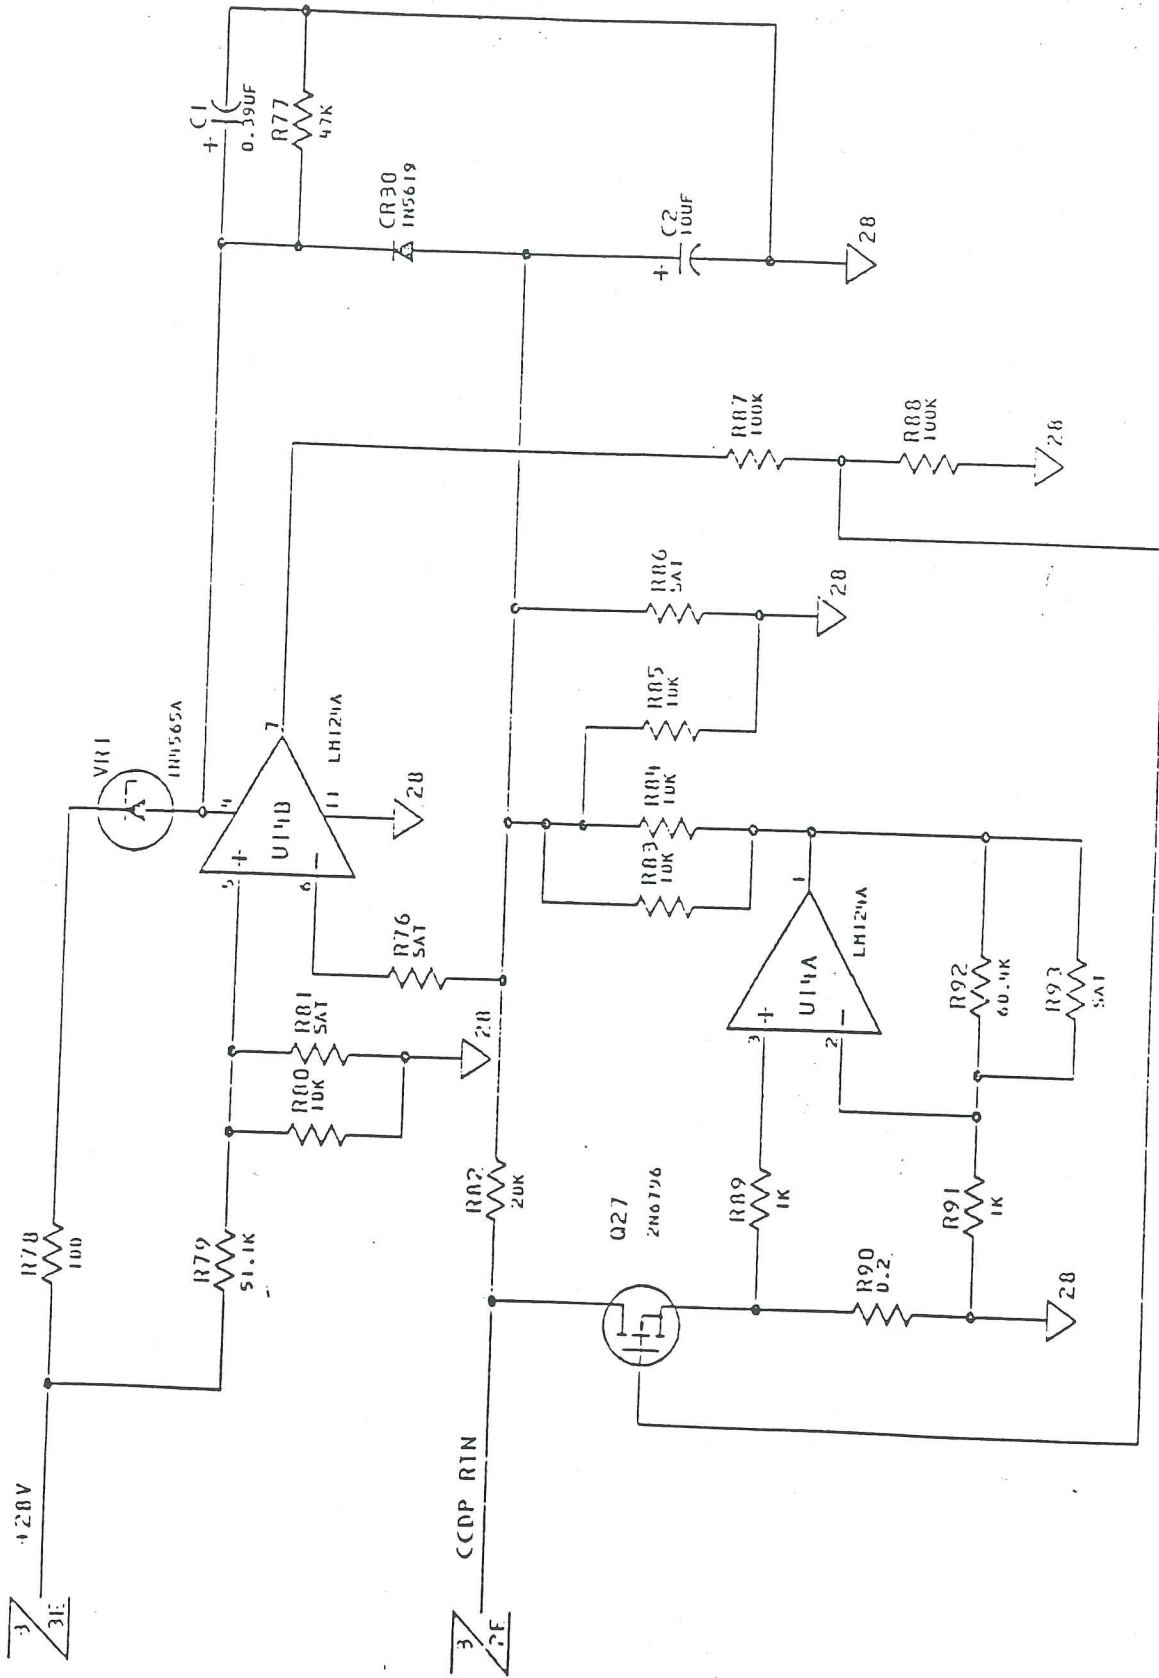 3
3E
+28V
R78
100
VR1
1N4565A
R79
51.1K
R80
10K
R81
SAT
28
5
+
6
-
4
U14B
7
11
LM124A
28
R76
SAT
C1
+
0.39UF
R77
47K
CR30
1N5619
C2
10UF
+
28
3
2F
CCDP RTN
R82
20K
Q27
2N6796
R89
1K
R90
0.2
R91
1K
28
3
+
2
-
U14A
1
LM124A
R92
60.4K
R93
SAT
R83
10K
R84
10K
R85
10K
R86
SAT
28
R87
100K
R88
100K
28